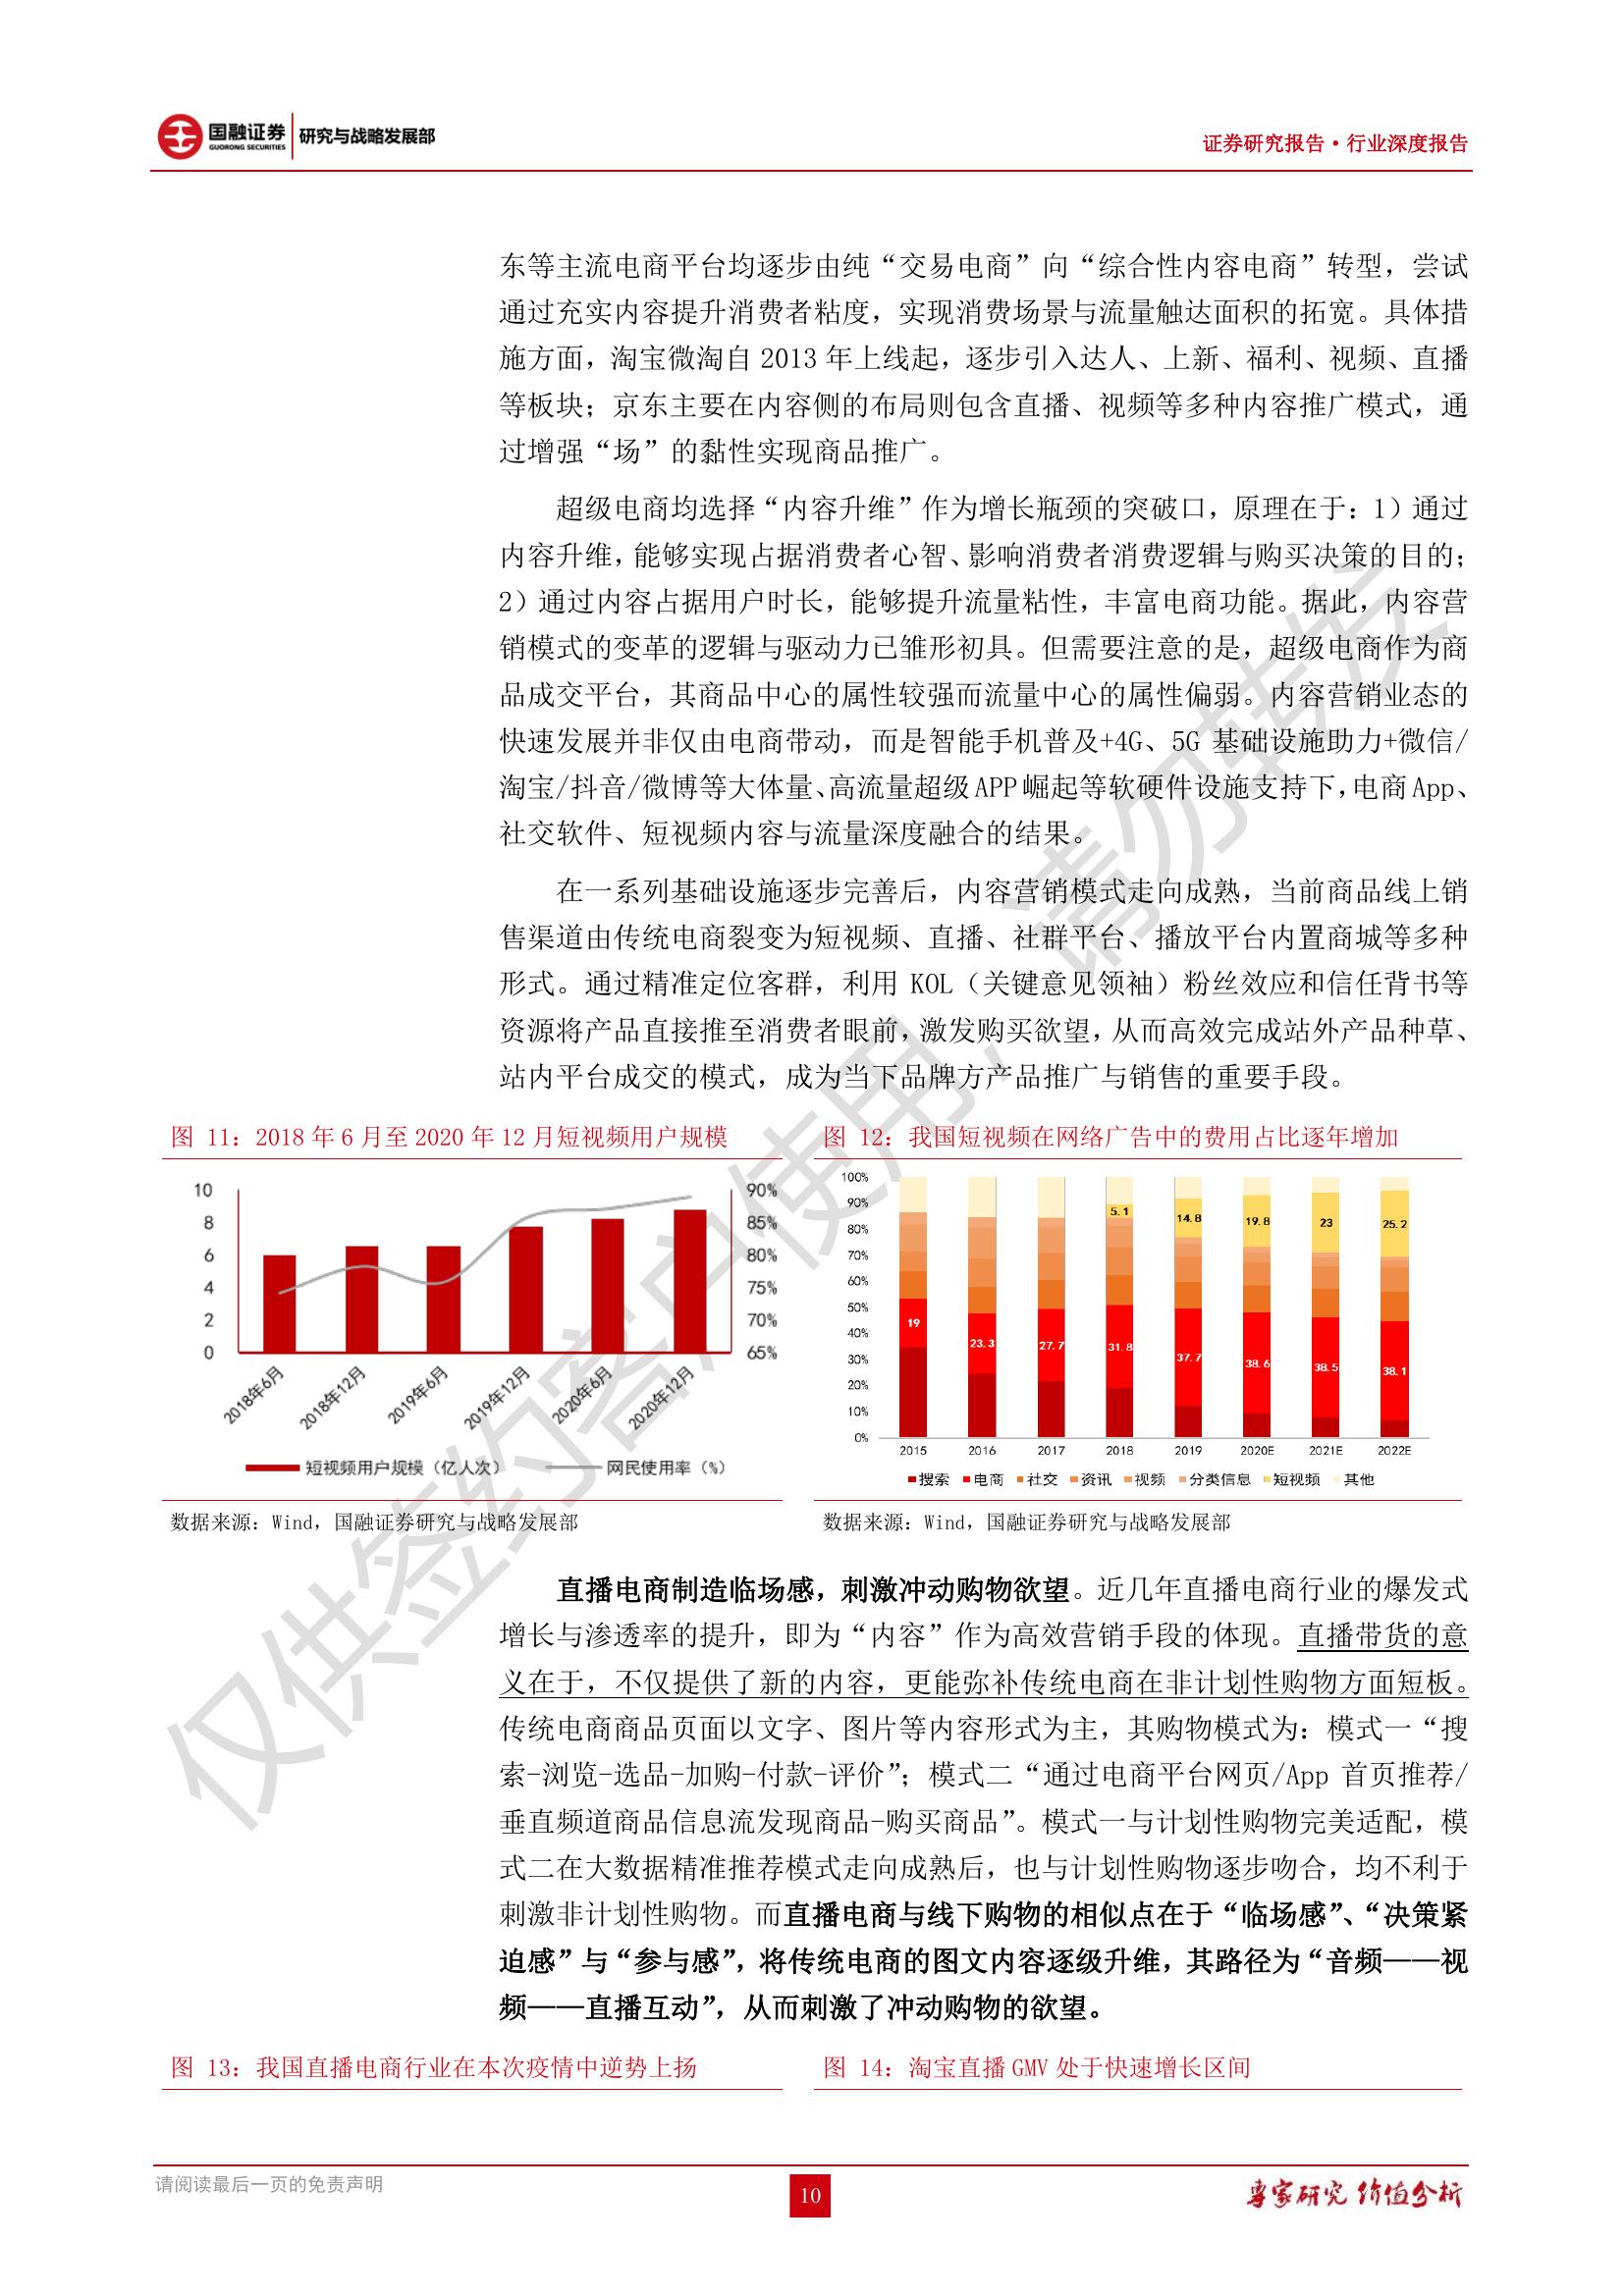 国融证券
GUORONG SECURITIES
研究与战略发展部
证券研究报告·行业深度报告
东等主流电商平台均逐步由纯“交易电商”向“综合性内容电商”转型，尝试
通过充实内容提升消费者粘度，实现消费场景与流量触达面积的拓宽。具体措
施方面，淘宝微淘自 2013 年上线起，逐步引入达人、上新、福利、视频、直播
等板块；京东主要在内容侧的布局则包含直播、视频等多种内容推广模式，通
过增强“场”的黏性实现商品推广。
超级电商均选择“内容升维”作为增长瓶颈的突破口，原理在于：1）通过
内容升维，能够实现占据消费者心智、影响消费者消费逻辑与购买决策的目的；
2）通过内容占据用户时长，能够提升流量粘性，丰富电商功能。据此，内容营
销模式的变革的逻辑与驱动力已雏形初具。但需要注意的是，超级电商作为商
品成交平台，其商品中心的属性较强而流量中心的属性偏弱。内容营销业态的
快速发展并非仅由电商带动，而是智能手机普及+4G、5G 基础设施助力+微信/
淘宝/抖音/微博等大体量、高流量超级 APP 崛起等软硬件设施支持下，电商 App、
社交软件、短视频内容与流量深度融合的结果。
在一系列基础设施逐步完善后，内容营销模式走向成熟，当前商品线上销
售渠道由传统电商裂变为短视频、直播、社群平台、播放平台内置商城等多种
形式。通过精准定位客群，利用 KOL（关键意见领袖）粉丝效应和信任背书等
资源将产品直接推至消费者眼前，激发购买欲望，从而高效完成站外产品种草、
站内平台成交的模式，成为当下品牌方产品推广与销售的重要手段。
图 11：2018 年 6 月至 2020 年 12 月短视频用户规模
10
8
6
4
2
0
90%
85%
80%
75%
70%
65%
2018年6月
2018年12月
2019年6月
2019年12月
2020年6月
2020年12月
短视频用户规模（亿人次）
网民使用率（%）
数据来源：Wind，国融证券研究与战略发展部
图 12：我国短视频在网络广告中的费用占比逐年增加
100%
90%
80%
70%
60%
50%
40%
30%
20%
10%
0%
5.1
14.8
19.8
23
25.2
19
23.3
27.7
31.8
37.7
38.6
38.5
38.1
2015
2016
2017
2018
2019
2020E
2021E
2022E
搜索 电商 社交 资讯 视频 分类信息 短视频 其他
数据来源：Wind，国融证券研究与战略发展部
直播电商制造临场感，刺激冲动购物欲望。近几年直播电商行业的爆发式
增长与渗透率的提升，即为“内容”作为高效营销手段的体现。直播带货的意
义在于，不仅提供了新的内容，更能弥补传统电商在非计划性购物方面短板。
传统电商商品页面以文字、图片等内容形式为主，其购物模式为：模式一“搜
索-浏览-选品-加购-付款-评价”；模式二“通过电商平台网页/App 首页推荐/
垂直频道商品信息流发现商品-购买商品”。模式一与计划性购物完美适配，模
式二在大数据精准推荐模式走向成熟后，也与计划性购物逐步吻合，均不利于
刺激非计划性购物。而直播电商与线下购物的相似点在于“临场感”、“决策紧
迫感”与“参与感”，将传统电商的图文内容逐级升维，其路径为“音频——视
频——直播互动”，从而刺激了冲动购物的欲望。
图 13：我国直播电商行业在本次疫情中逆势上扬
图 14：淘宝直播 GMV 处于快速增长区间
请阅读最后一页的免责声明
10
专家研究 价值分析
仅供签约客户使用，请勿转发